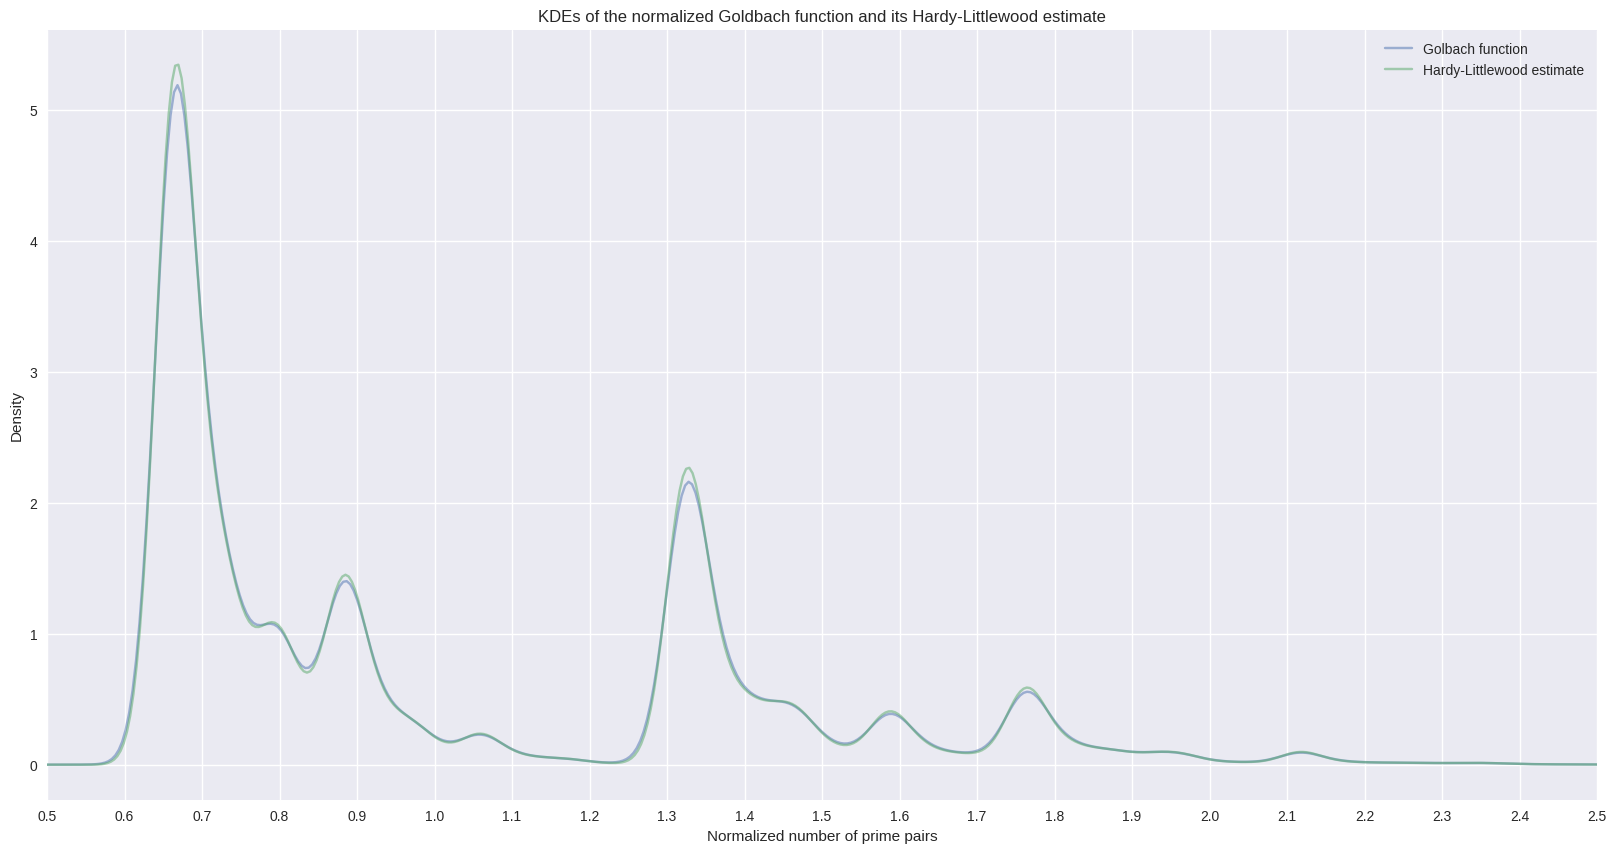 KDEs of the normalized Goldbach function and its Hardy-Littlewood estimate
Golbach function
Hardy-Littlewood estimate
5
4
3
2
1
0
Density
0.5 0.6 0.7 0.8 0.9 1.0 1.1 1.2 1.3 1.4 1.5 1.6 1.7 1.8 1.9 2.0 2.1 2.2 2.3 2.4 2.5
Normalized number of prime pairs